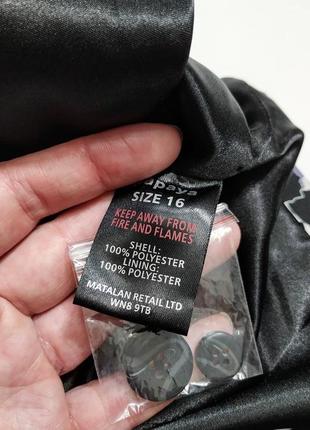 papaya
SIZE 16
KEEP AWAY FROM
FIRE AND FLAMES
SHELL:
100% POLYESTER
LINING:
100% POLYESTER
MATALAN RETAIL LTD
WN8 9TB